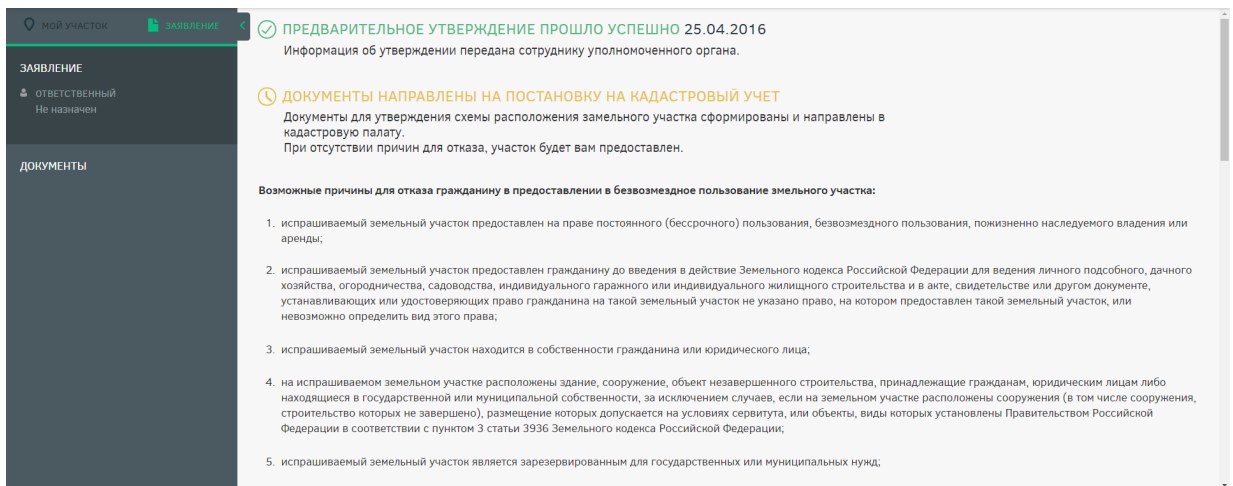 МОЙ УЧАСТОК
ЗАЯВЛЕНИЕ
ЗАЯВЛЕНИЕ
ОТВЕТСТВЕННЫЙ
Не назначен
ДОКУМЕНТЫ
ПРЕДВАРИТЕЛЬНОЕ УТВЕРЖДЕНИЕ ПРОШЛО УСПЕШНО 25.04.2016
Информация об утверждении передана сотруднику уполномоченного органа.
ДОКУМЕНТЫ НАПРАВЛЕНЫ НА ПОСТАНОВКУ НА КАДАСТРОВЫЙ УЧЕТ
Документы для утверждения схемы расположения замельного участка сформированы и направлены в
кадастровую палату.
При отсутствии причин для отказа, участок будет вам предоставлен.
Возможные причины для отказа гражданину в предоставлении в безвозмездное пользование змельного участка:
1. испрашиваемый земельный участок предоставлен на праве постоянного (бессрочного) пользования, безвозмездного пользования, пожизненно наследуемого владения или
аренды;
2. испрашиваемый земельный участок предоставлен гражданину до введения в действие Земельного кодекса Российской Федерации для ведения личного подсобного, дачного
хозяйства, огородничества, садоводства, индивидуального гаражного или индивидуального жилищного строительства и в акте, свидетельстве или другом документе,
устанавливающих или удостоверяющих право гражданина на такой земельный участок не указано право, на котором предоставлен такой земельный участок, или
невозможно определить вид этого права;
3. испрашиваемый земельный участок находится в собственности гражданина или юридического лица;
4. на испрашиваемом земельном участке расположены здание, сооружение, объект незавершенного строительства, принадлежащие гражданам, юридическим лицам либо
находящиеся в государственной или муниципальной собственности, за исключением случаев, если на земельном участке расположены сооружения (в том числе сооружения,
строительство которых не завершено), размещение которых допускается на условиях сервитута, или объекты, виды которых установлены Правительством Российской
Федерации в соответствии с пунктом 3 статьи 3936 Земельного кодекса Российской Федерации;
5. испрашиваемый земельный участок является зарезервированным для государственных или муниципальных нужд;